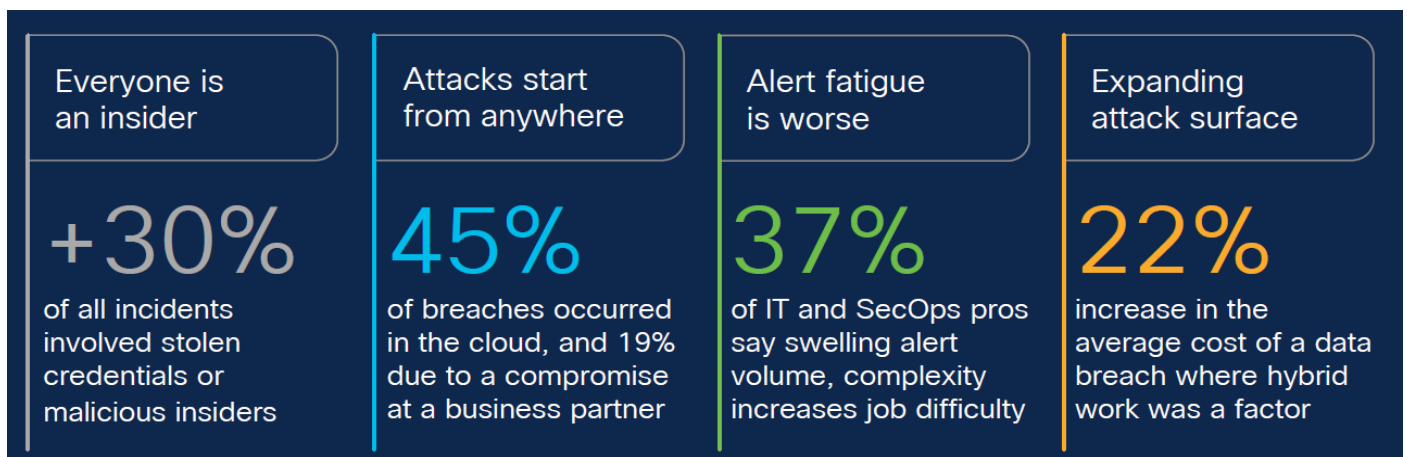 Everyone is
an insider
+30%
of all incidents
involved stolen
credentials or
malicious insiders
Attacks start
from anywhere
45%
of breaches occurred
in the cloud, and 19%
due to a compromise
at a business partner
Alert fatigue
is worse
37%
of IT and SecOps pros
say swelling alert
volume, complexity
increases job difficulty
Expanding
attack surface
22%
increase in the
average cost of a data
breach where hybrid
work was a factor